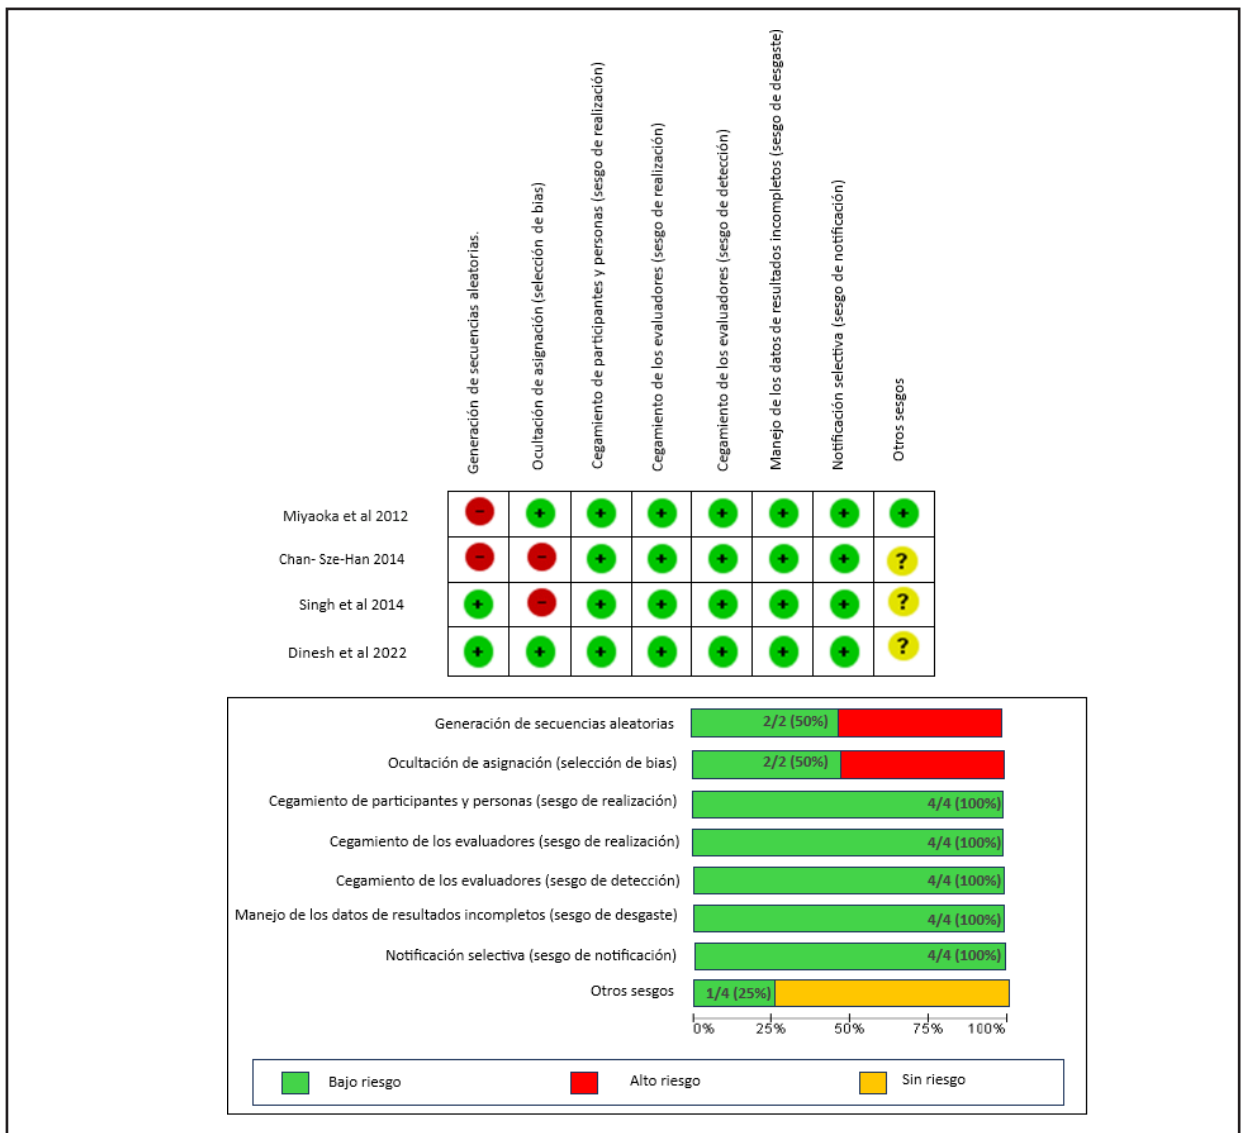 Generación de secuencias aleatorias.
Ocultación de asignación (selección de bias)
Cegamiento de participantes y personas (sesgo de realización)
Cegamiento de los evaluadores (sesgo de realización)
Cegamiento de los evaluadores (sesgo de detección)
Manejo de los datos de resultados incompletos (sesgo de desgaste)
Notificación selectiva (sesgo de notificación)
Otros sesgos
Miyaoka et al 2012 - + + + + + + +
Chan- Sze-Han 2014 - - + + + + + ?
Singh et al 2014 + - + + + + + ?
Dinesh et al 2022 + + + + + + + ?
Generación de secuencias aleatorias 2/2 (50%)
Ocultación de asignación (selección de bias) 2/2 (50%)
Cegamiento de participantes y personas (sesgo de realización) 4/4 (100%)
Cegamiento de los evaluadores (sesgo de realización) 4/4 (100%)
Cegamiento de los evaluadores (sesgo de detección) 4/4 (100%)
Manejo de los datos de resultados incompletos (sesgo de desgaste) 4/4 (100%)
Notificación selectiva (sesgo de notificación) 4/4 (100%)
Otros sesgos 1/4 (25%)
0% 25% 50% 75% 100%
Bajo riesgo Alto riesgo Sin riesgo